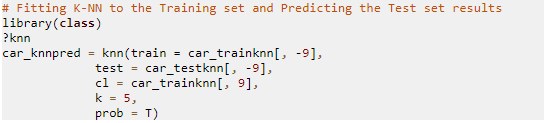 # Fitting K-NN to the Training set and Predicting the Test set results
library(class)
?knn
car_knnpred = knn(train = car_trainknn[, -9],
test = car_testknn[, -9],
cl = car_trainknn[, 9],
k = 5,
prob = T)